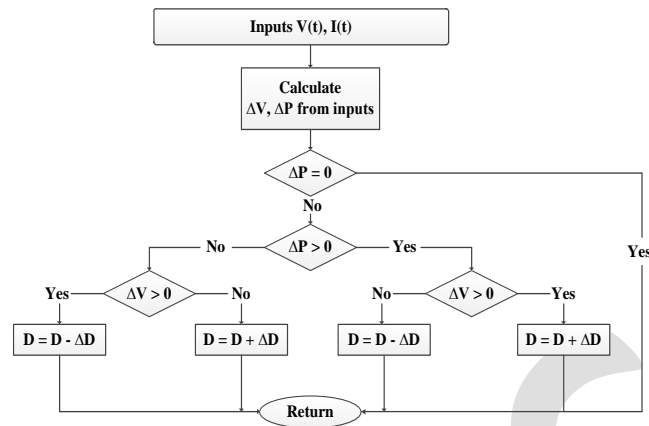 Inputs V(t), I(t)
Calculate
ΔV, ΔP from inputs
ΔP = 0
No
No
ΔP > 0
Yes
Yes
Yes
ΔV > 0
No
No
ΔV > 0
Yes
D = D - ΔD
D = D + ΔD
D = D - ΔD
D = D + ΔD
Return